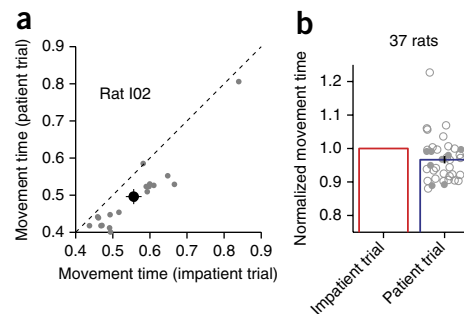 a
Movement time
(patient trial)
0.9
0.8
0.7
0.6
0.5
0.4
Rat I02
0.4 0.5 0.6 0.7 0.8 0.9
Movement time (impatient trial)
b
37 rats
Normalized movement time
1.2
1.1
1.0
0.9
0.8
Impatient trial
Patient trial